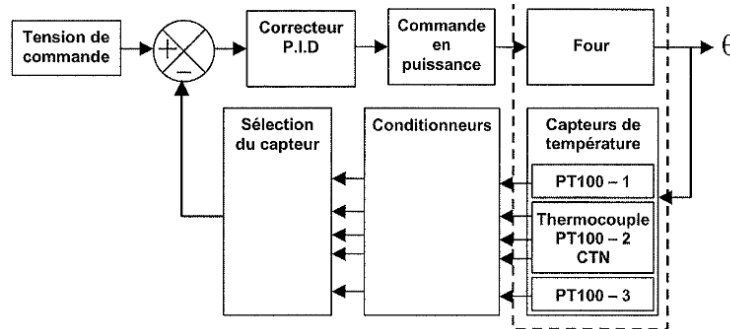 Tension de
commande
+
−
Correcteur
P.I.D
Commande
en
puissance
Four
θ
Sélection
du capteur
Conditionneurs
Capteurs de
température
PT100 – 1
Thermocouple
PT100 – 2
CTN
PT100 – 3